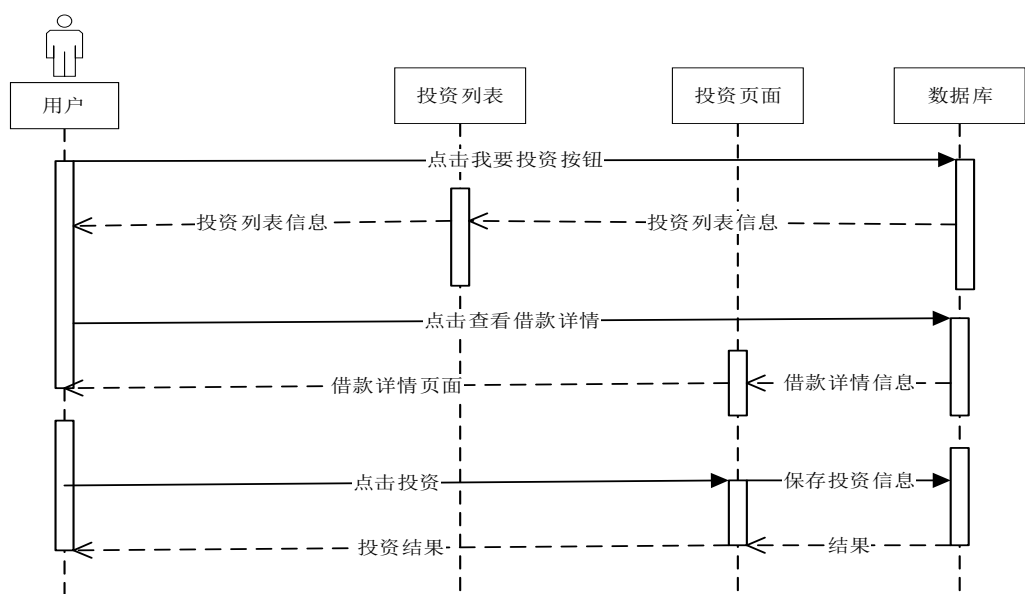 用户
投资列表
投资页面
数据库
点击我要投资按钮
投资列表信息
投资列表信息
点击查看借款详情
借款详情页面
借款详情信息
点击投资
保存投资信息
投资结果
结果